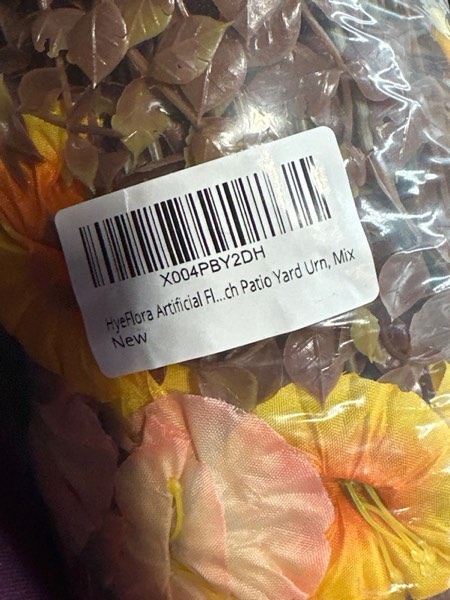 X004PBY2DH
HyeFlora Artificial Fl...ch Patio Yard Urn, Mix
New